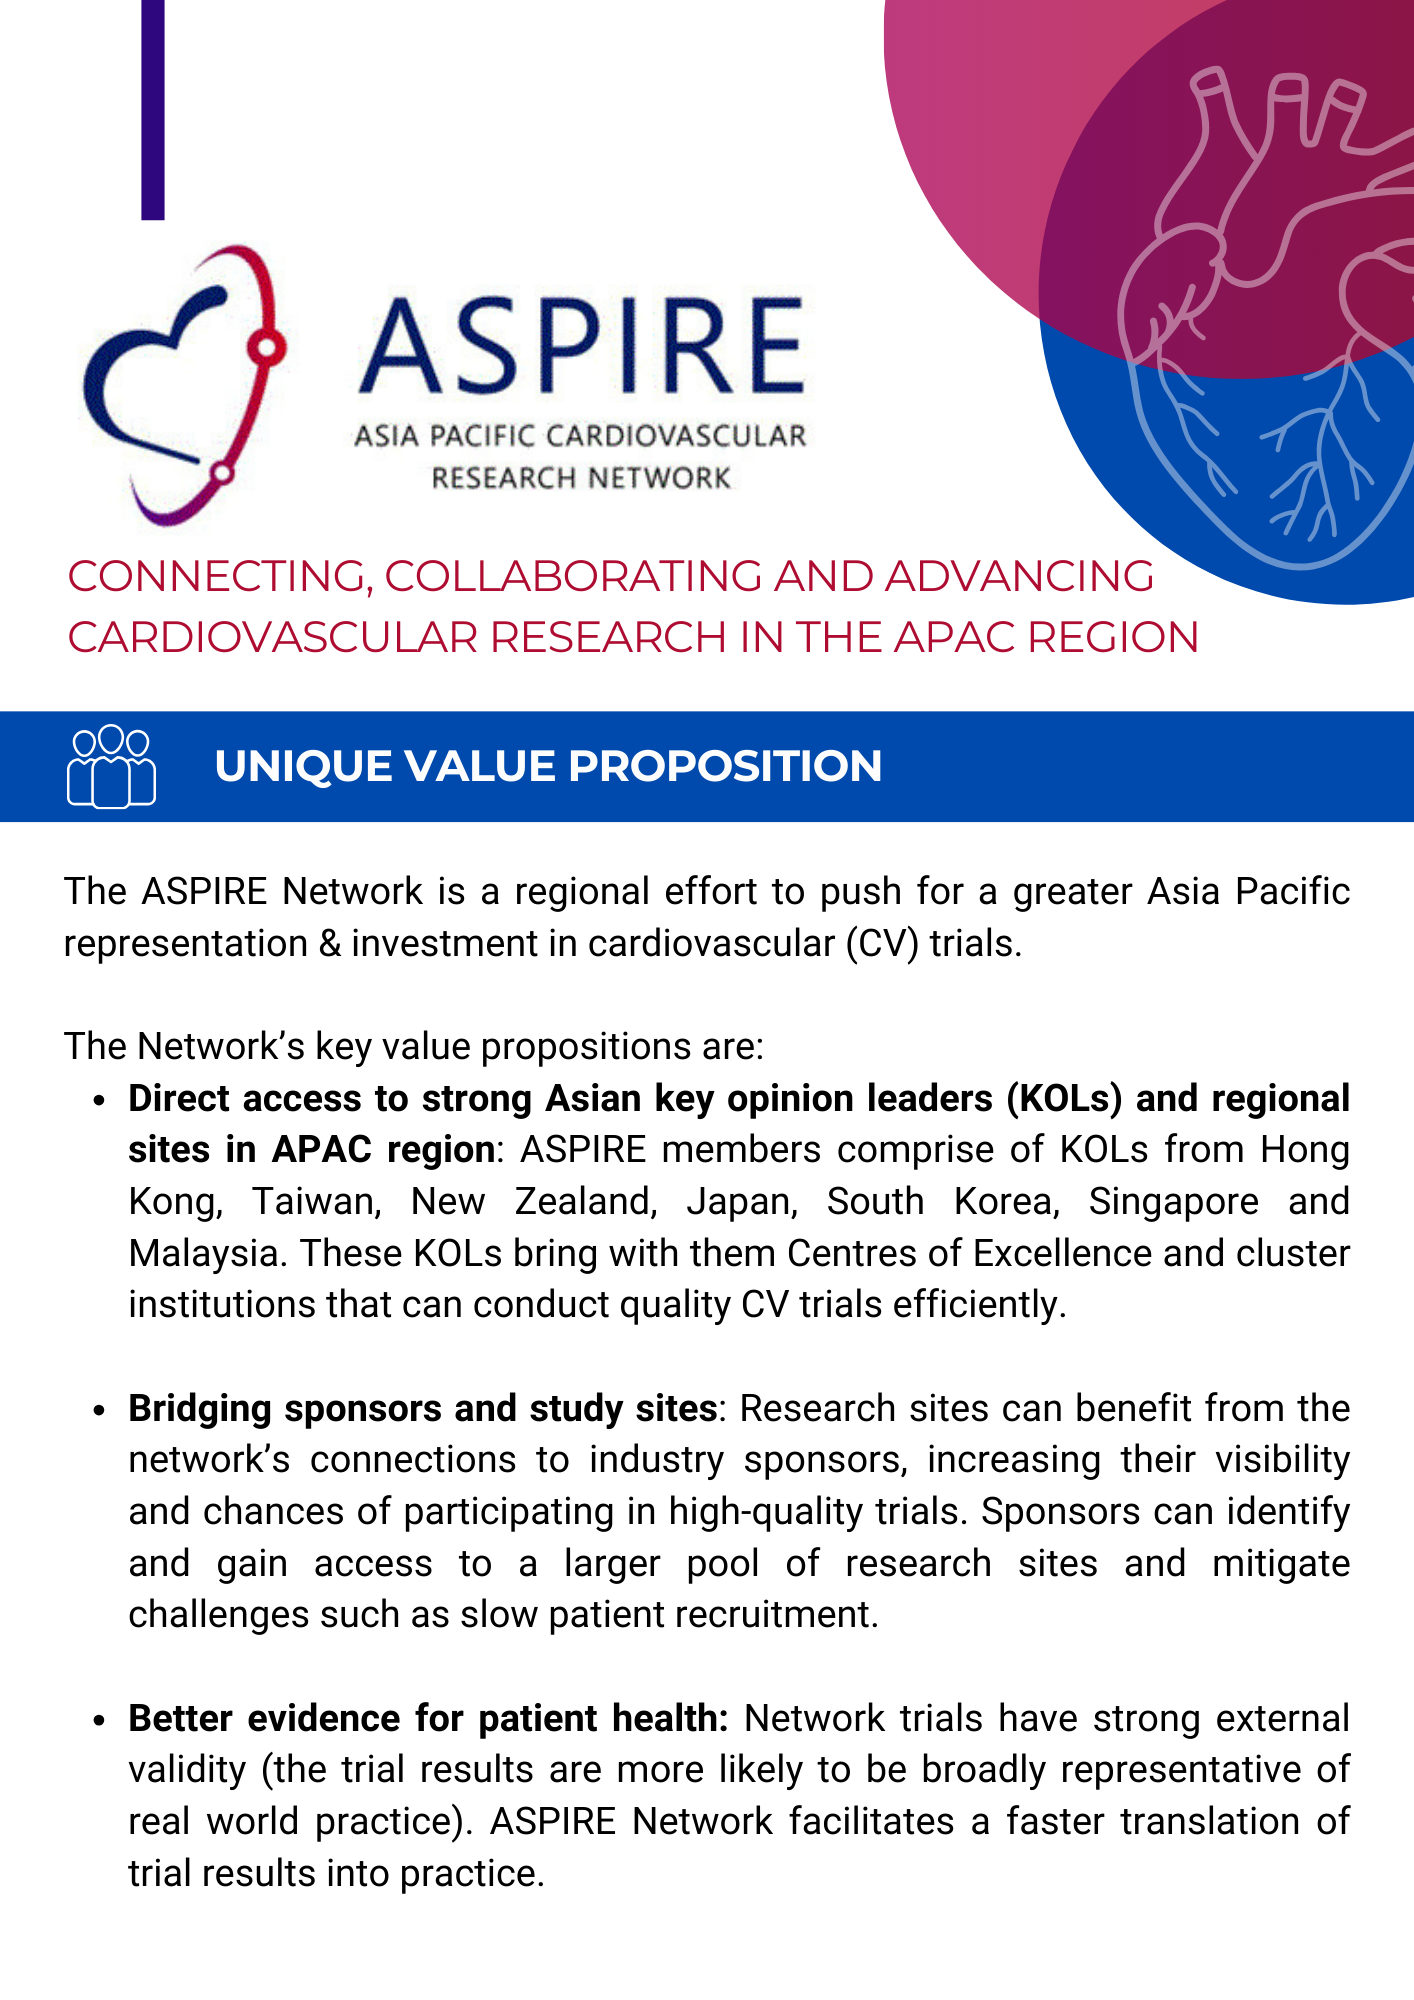 ASPIRE
ASIA PACIFIC CARDIOVASCULAR
RESEARCH NETWORK
CONNECTING, COLLABORATING AND ADVANCING
CARDIOVASCULAR RESEARCH IN THE APAC REGION
UNIQUE VALUE PROPOSITION
The ASPIRE Network is a regional effort to push for a greater Asia Pacific
representation & investment in cardiovascular (CV) trials.
The Network’s key value propositions are:
• Direct access to strong Asian key opinion leaders (KOLs) and regional
sites in APAC region: ASPIRE members comprise of KOLs from Hong
Kong, Taiwan, New Zealand, Japan, South Korea, Singapore and
Malaysia. These KOLs bring with them Centres of Excellence and cluster
institutions that can conduct quality CV trials efficiently.
• Bridging sponsors and study sites: Research sites can benefit from the
network’s connections to industry sponsors, increasing their visibility
and chances of participating in high-quality trials. Sponsors can identify
and gain access to a larger pool of research sites and mitigate
challenges such as slow patient recruitment.
• Better evidence for patient health: Network trials have strong external
validity (the trial results are more likely to be broadly representative of
real world practice). ASPIRE Network facilitates a faster translation of
trial results into practice.